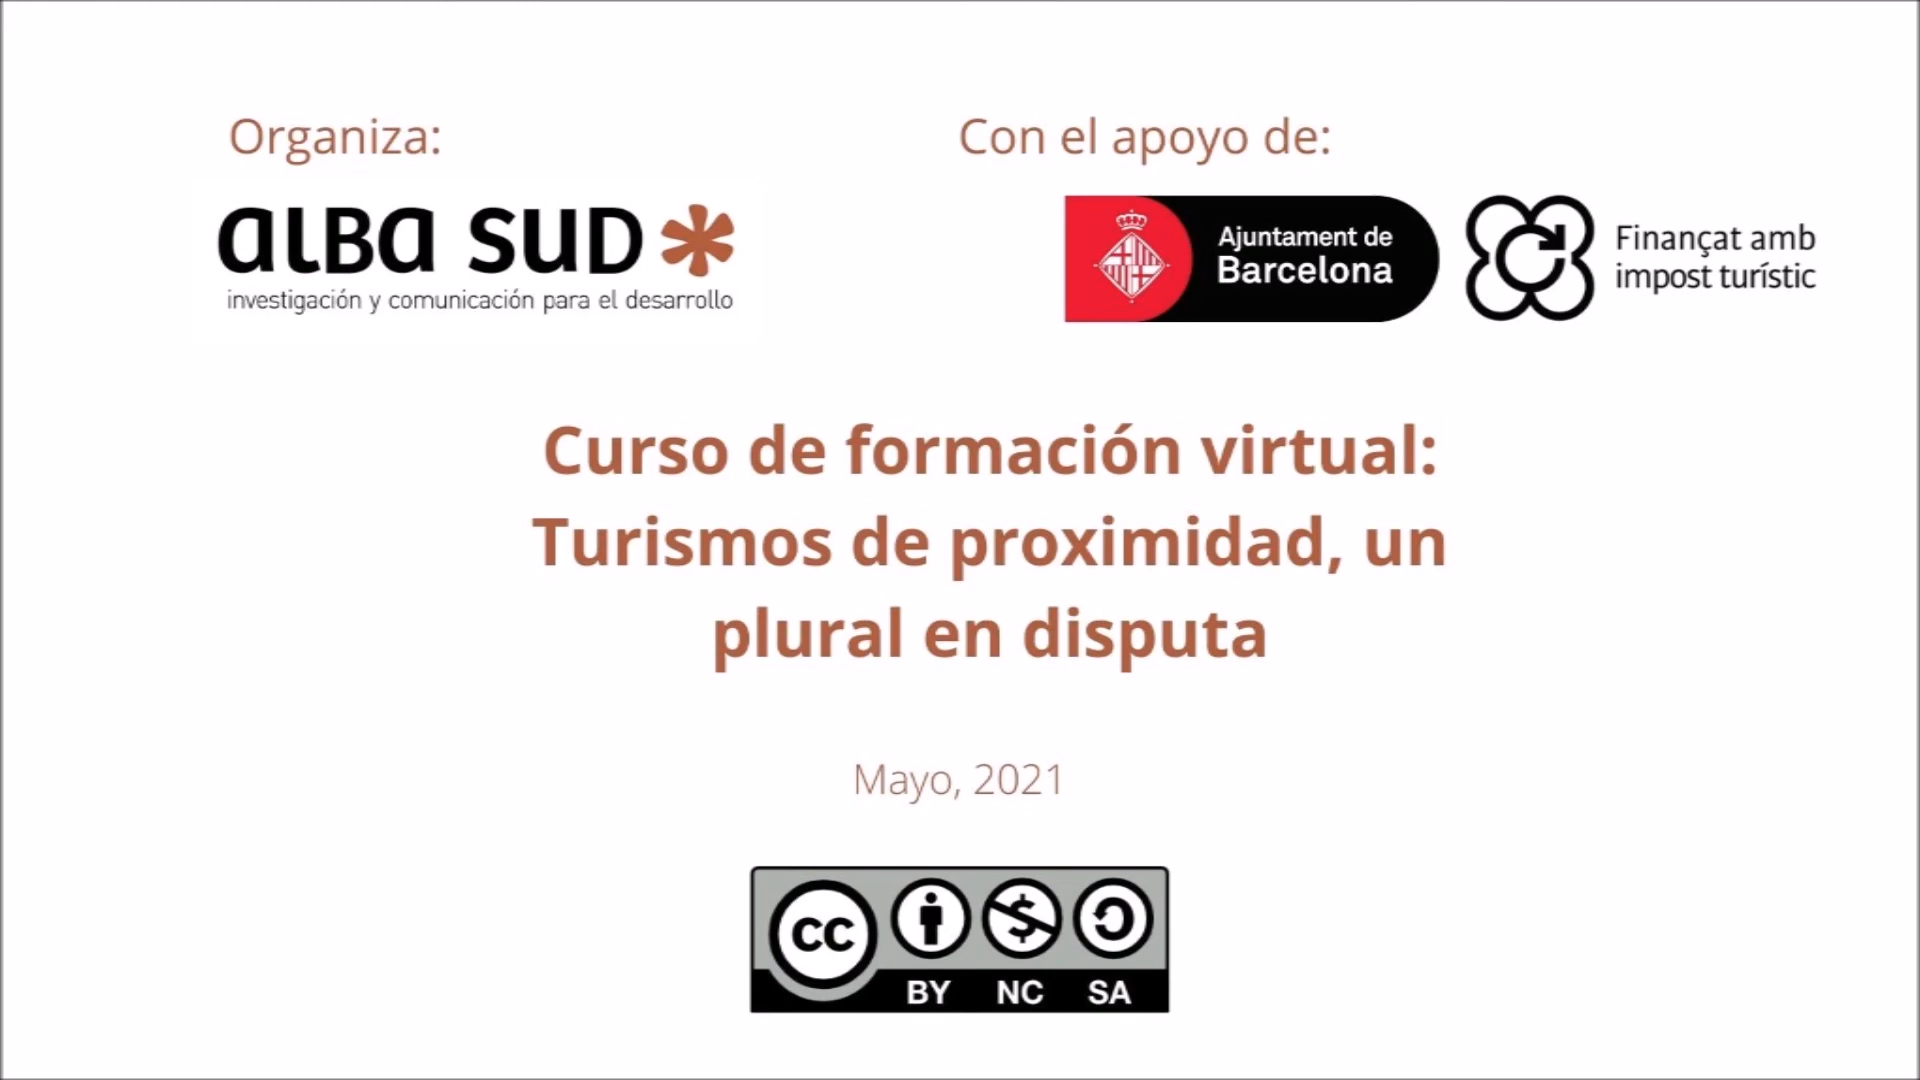 Organiza:
Con el apoyo de:
alba sud
investigación y comunicación para el desarrollo
Ajuntament de
Barcelona
Finançat amb
impost turístic
Curso de formación virtual:
Turismos de proximidad, un
plural en disputa
Mayo, 2021
cc
BY NC SA